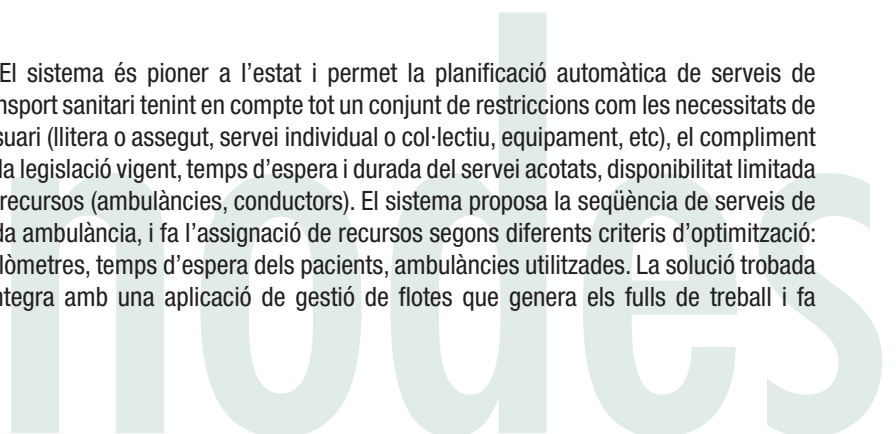 El sistema és pioner a l'estat i permet la planificació automàtica de serveis de
nsport sanitari tenint en compte tot un conjunt de restriccions com les necessitats de
suari (llitera o assegut, servei individual o col·lectiu, equipament, etc), el compliment
la legislació vigent, temps d'espera i durada del servei acotats, disponibilitat limitada
recursos (ambulàncies, conductors). El sistema proposa la seqüència de serveis de
da ambulància, i fa l'assignació de recursos segons diferents criteris d'optimització:
lòmetres, temps d'espera dels pacients, ambulàncies utilitzades. La solució trobada
ntegra amb una aplicació de gestió de flotes que genera els fulls de treball i fa
nodes